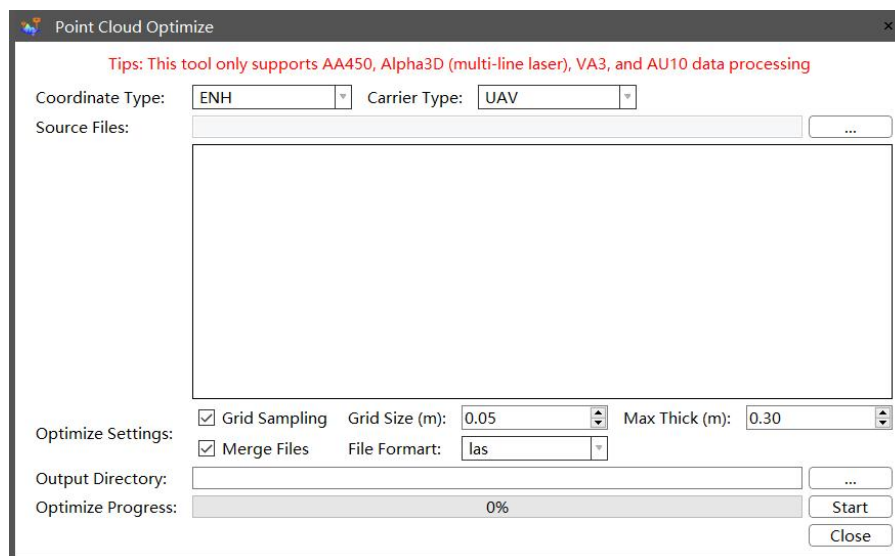 Point Cloud Optimize
Tips: This tool only supports AA450, Alpha3D (multi-line laser), VA3, and AU10 data processing
Coordinate Type: ENH Carrier Type: UAV
Source Files: ...
Optimize Settings:
Grid Sampling Grid Size (m): 0.05 Max Thick (m): 0.30
Merge Files File Formart: las
Output Directory: ...
Optimize Progress: 0% Start
Close